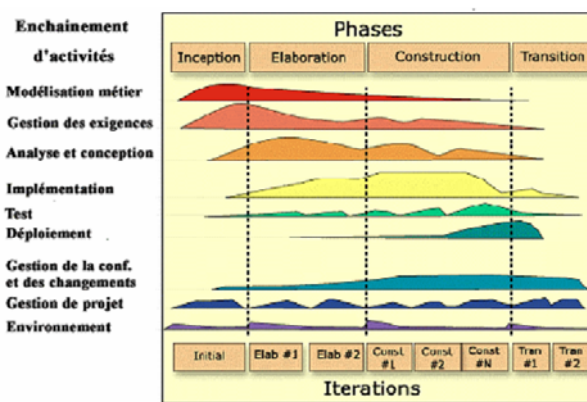 Enchainement
d'activités
Phases
Inception Elaboration Construction Transition
Modélisation métier
Gestion des exigences
Analyse et conception
Implémentation
Test
Déploiement
Gestion de la conf.
et des changements
Gestion de projet
Environnement
Initial Elab #1 Elab #2 Const #1 Const #2 Const #N Tran #1 Tran #2
Iterations